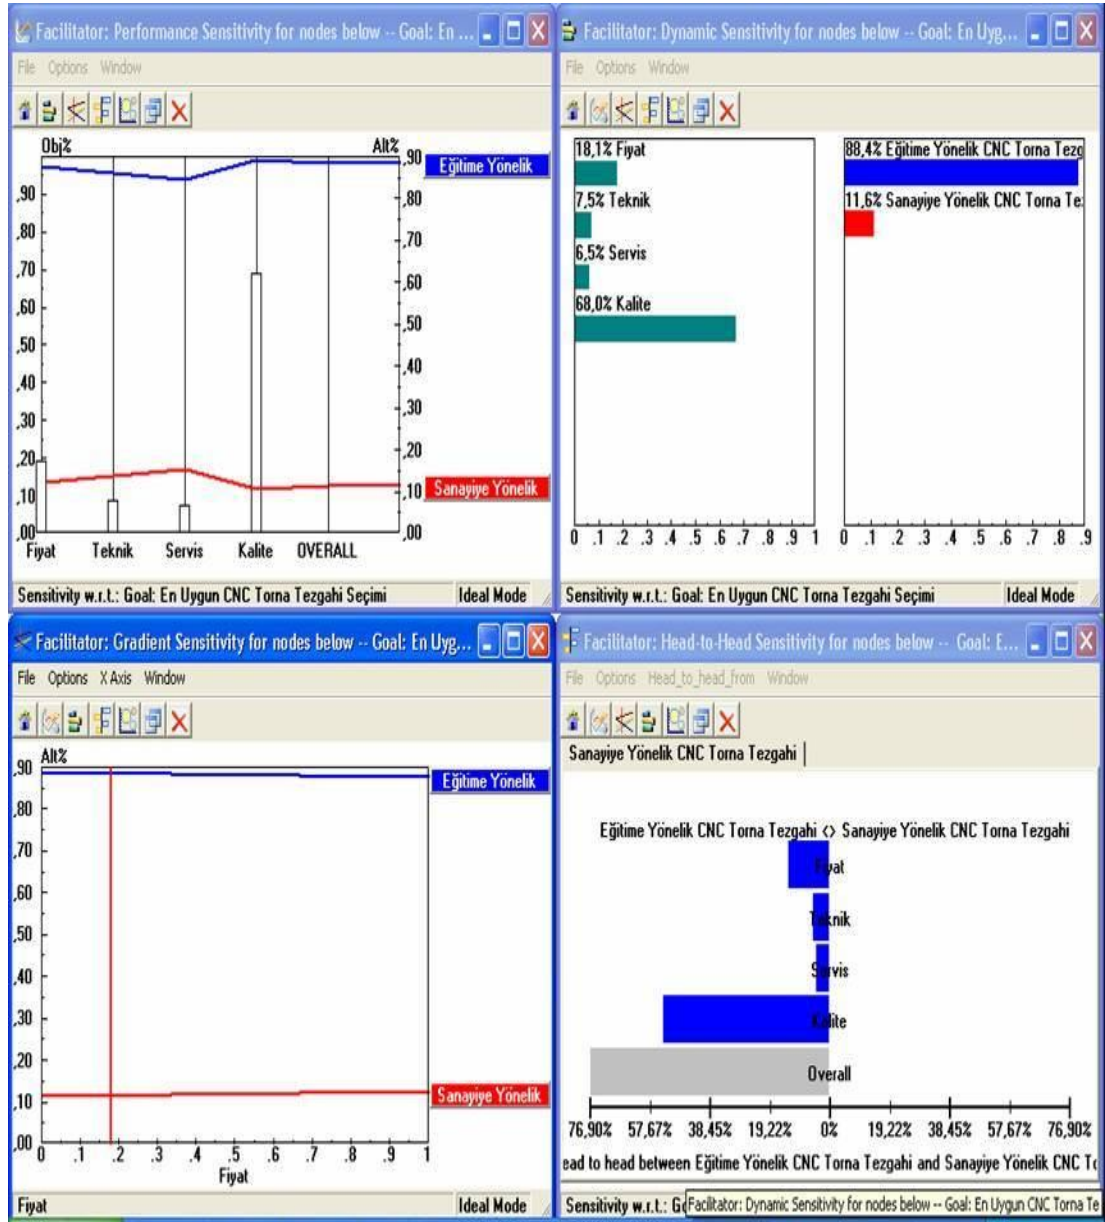 Facilitator: Performance Sensitivity for nodes below -- Goal: En ...
File Options Window
Obj% Alt%
,90 ,90
,80 ,80
,70 ,70
,60 ,60
,50 ,50
,40 ,40
,30 ,30
,20 ,20
,10 ,10
,00 ,00
Eğitime Yönelik
Sanayiye Yönelik
Fiyat Teknik Servis Kalite OVERALL
Sensitivity w.r.t.: Goal: En Uygun CNC Torna Tezgahi Seçimi Ideal Mode
Facilitator: Dynamic Sensitivity for nodes below -- Goal: En Uyg...
File Options Window
18,1% Fiyat
7,5% Teknik
6,5% Servis
68,0% Kalite
0 .1 .2 .3 .4 .5 .6 .7 .8 .9 1
88,4% Eğitime Yönelik CNC Torna Tezg
11,6% Sanayiye Yönelik CNC Torna Te
0 .1 .2 .3 .4 .5 .6 .7 .8 .9
Sensitivity w.r.t.: Goal: En Uygun CNC Torna Tezgahi Seçimi Ideal Mode
Facilitator: Gradient Sensitivity for nodes below -- Goal: En Uyg...
File Options X Axis Window
Alt%
,90
,80
,70
,60
,50
,40
,30
,20
,10
,00
Eğitime Yönelik
Sanayiye Yönelik
0 .1 .2 .3 .4 .5 .6 .7 .8 .9 1
Fiyat
Fiyat Ideal Mode
Facilitator: Head-to-Head Sensitivity for nodes below -- Goal: E...
File Options Head_to_head_from Window
Sanayiye Yönelik CNC Torna Tezgahi
Eğitime Yönelik CNC Torna Tezgahi <> Sanayiye Yönelik CNC Torna Tezgahi
Fiyat
Teknik
Servis
Kalite
Overall
76,90% 57,67% 38,45% 19,22% 0% 19,22% 38,45% 57,67% 76,90%
ead to head between Eğitime Yönelik CNC Torna Tezgahi and Sanayiye Yönelik CNC To
Sensitivity w.r.t.: Go
Facilitator: Dynamic Sensitivity for nodes below -- Goal: En Uygun CNC Torna Te